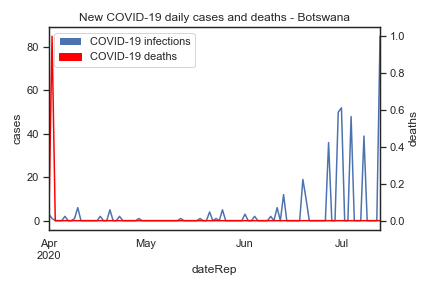 New COVID-19 daily cases and deaths - Botswana
COVID-19 infections
COVID-19 deaths
80
60
40
20
0
cases
1.0
0.8
0.6
0.4
0.2
0.0
deaths
Apr May Jun Jul
2020
dateRep